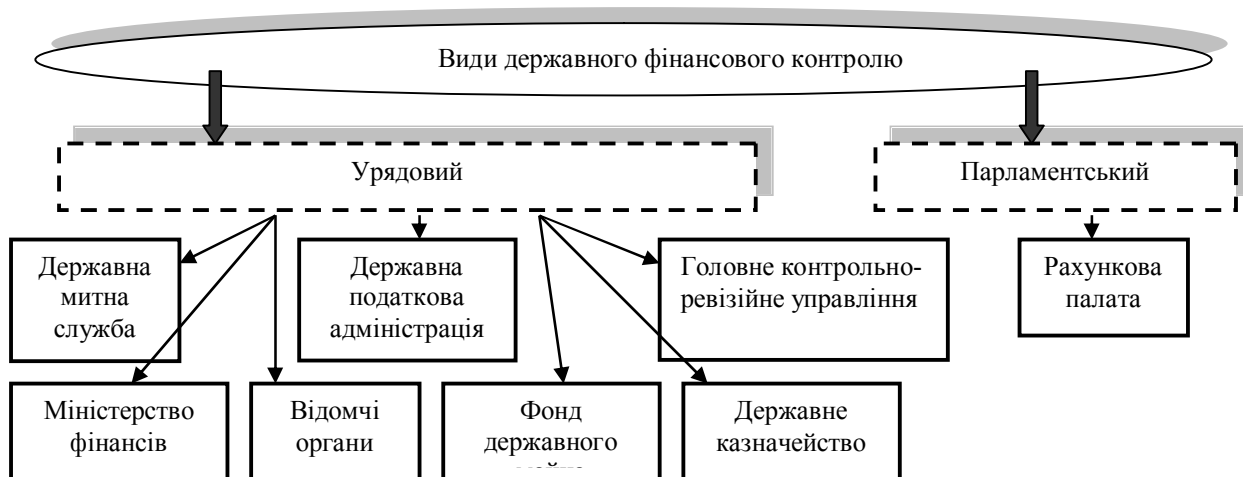 Види державного фінансового контролю
Урядовий
Парламентський
Державна
митна
служба
Державна
податкова
адміністрація
Головне контрольно-
ревізійне управління
Рахункова
палата
Міністерство
фінансів
Відомчі
органи
Фонд
державного
Державне
казначейство